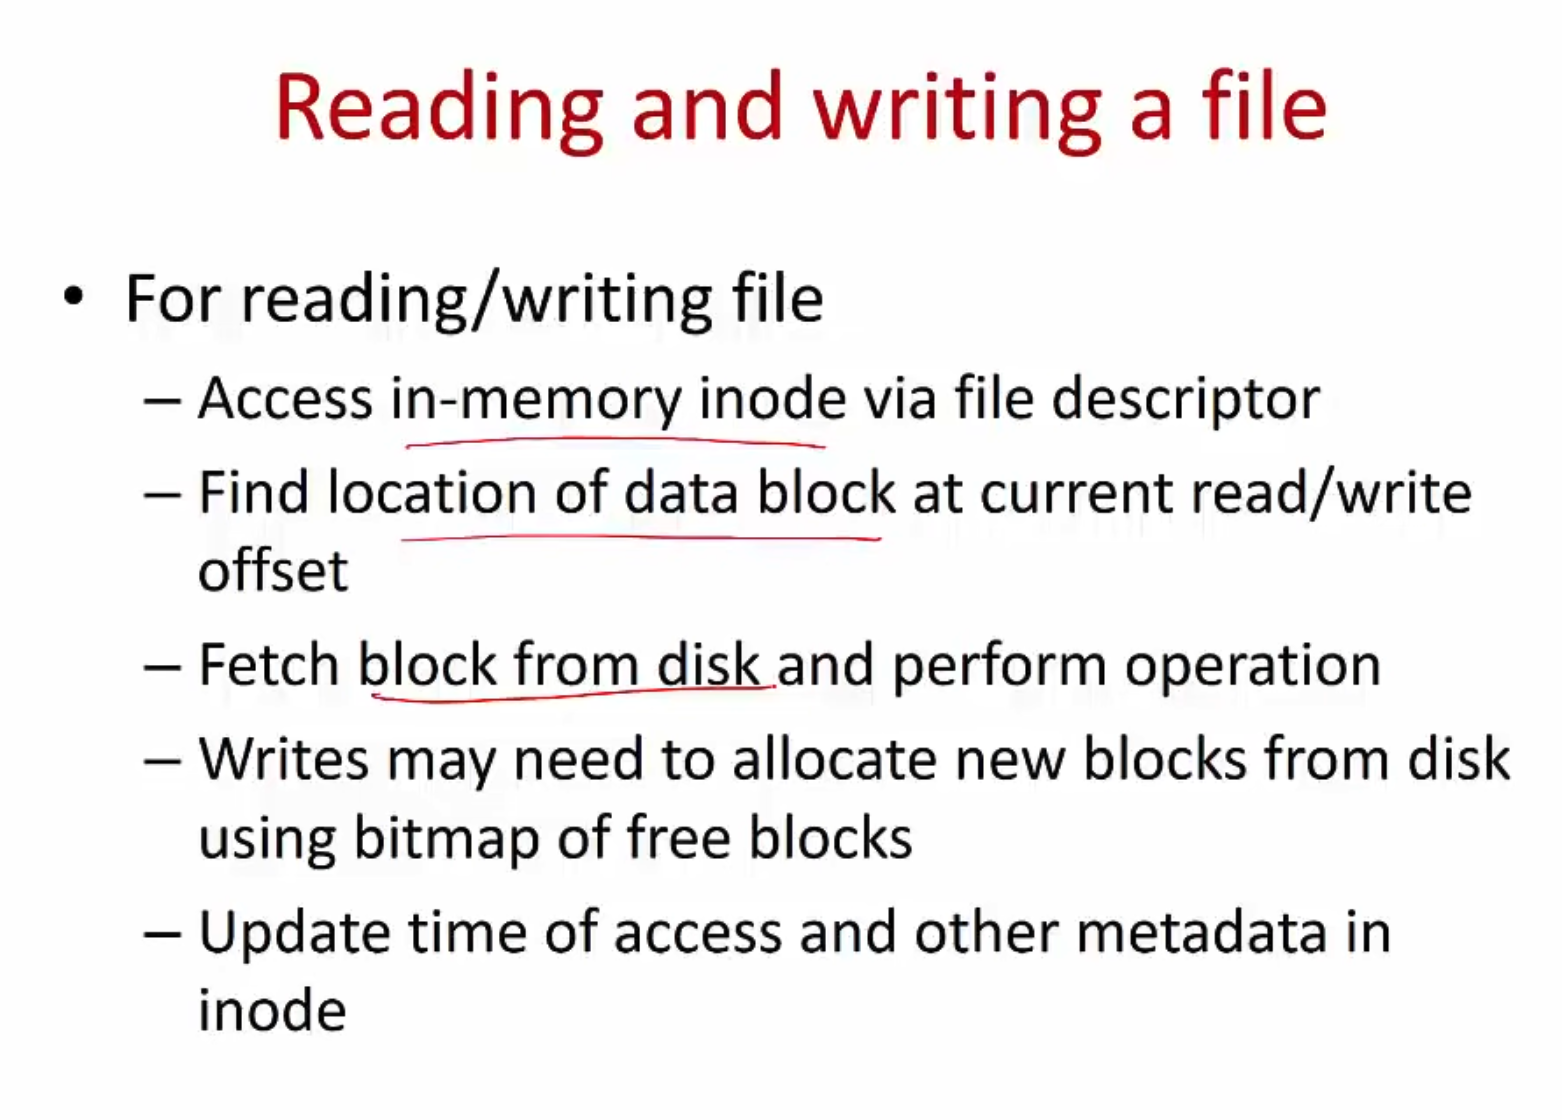 Reading and writing a file
• For reading/writing file
– Access in-memory inode via file descriptor
– Find location of data block at current read/write
offset
– Fetch block from disk and perform operation
– Writes may need to allocate new blocks from disk
using bitmap of free blocks
– Update time of access and other metadata in
inode